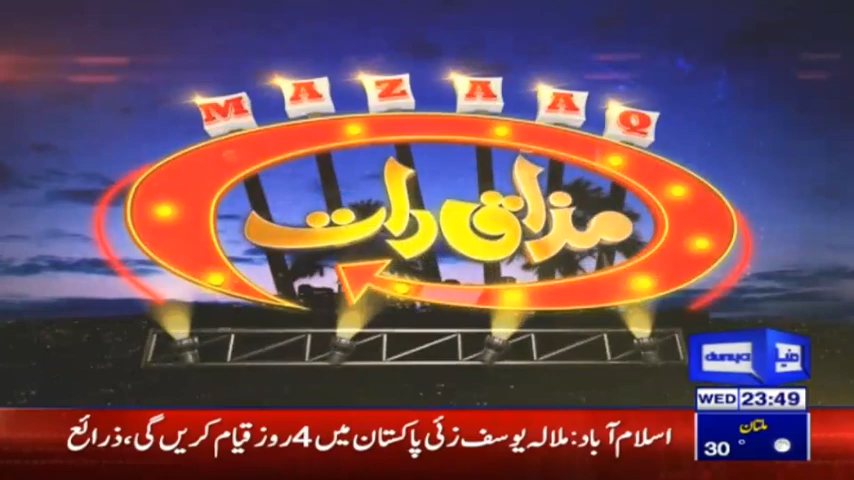 MAZAAQ
مذاق رات
dunya دنیا
WED 23:49
ملتان
30°
اسلام آباد: ملالہ یوسف زئی پاکستان میں 4 روز قیام کریں گی، ذرائع